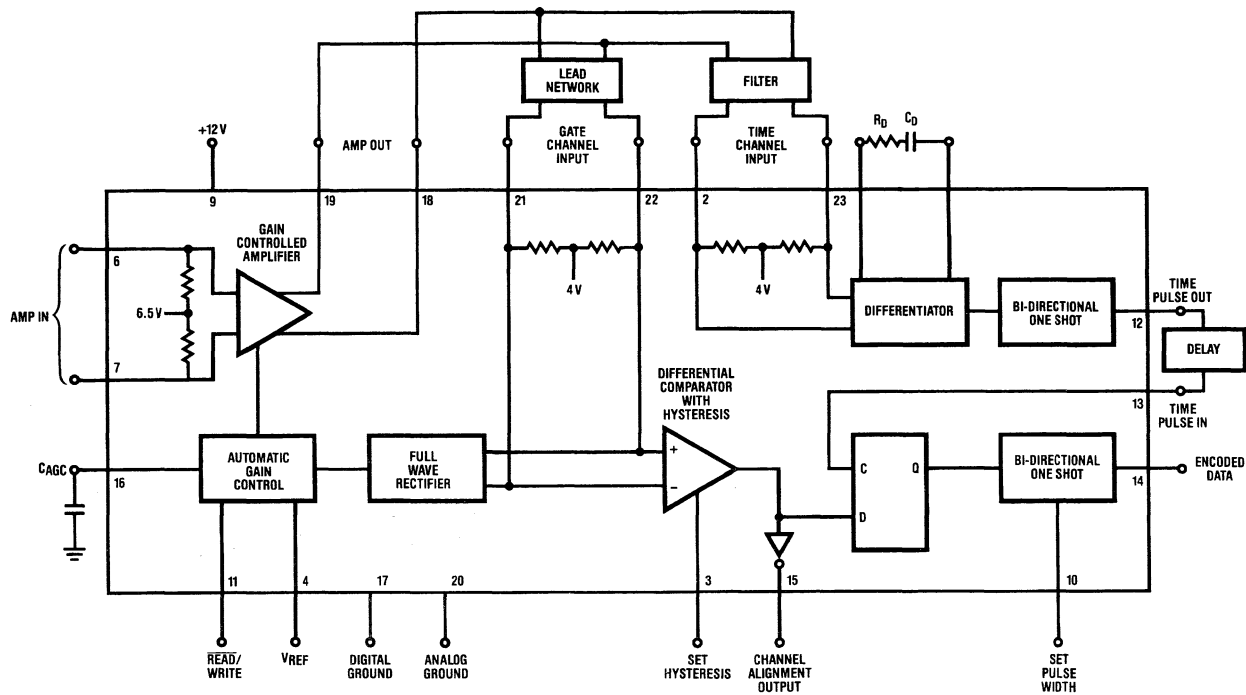 LEAD
NETWORK
FILTER
+12 V
AMP OUT
GATE
CHANNEL
INPUT
TIME
CHANNEL
INPUT
RD
CD
9
19
18
21
22
2
23
GAIN
CONTROLLED
AMPLIFIER
6
AMP IN
6.5 V
7
4 V
4 V
DIFFERENTIATOR
BI-DIRECTIONAL
ONE SHOT
TIME
PULSE OUT
12
DELAY
13
TIME
PULSE IN
DIFFERENTIAL
COMPARATOR
WITH
HYSTERESIS
CAGC
16
AUTOMATIC
GAIN
CONTROL
FULL
WAVE
RECTIFIER
+
−
C
Q
D
BI-DIRECTIONAL
ONE SHOT
ENCODED
DATA
14
11
4
17
20
3
15
10
READ/
WRITE
VREF
DIGITAL
GROUND
ANALOG
GROUND
SET
HYSTERESIS
CHANNEL
ALIGNMENT
OUTPUT
SET
PULSE
WIDTH